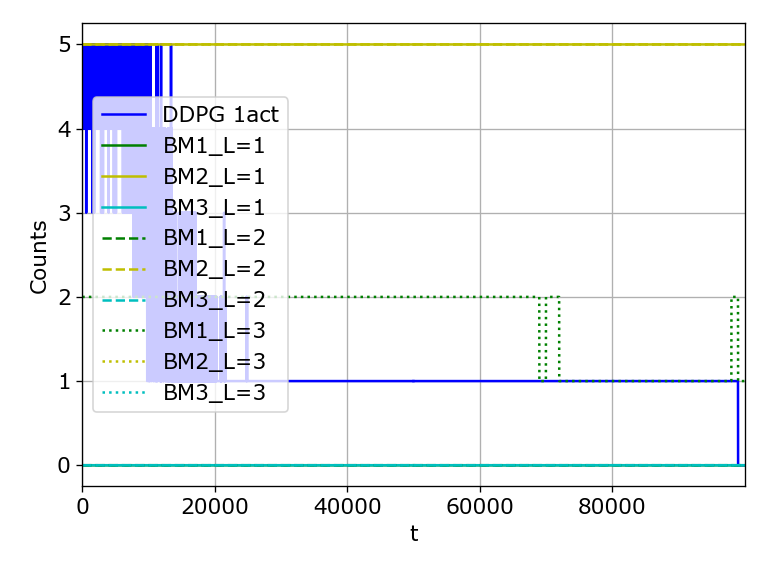 5
4
3
2
1
0
Counts
DDPG 1act
BM1_L=1
BM2_L=1
BM3_L=1
BM1_L=2
BM2_L=2
BM3_L=2
BM1_L=3
BM2_L=3
BM3_L=3
0 20000 40000 60000 80000
t